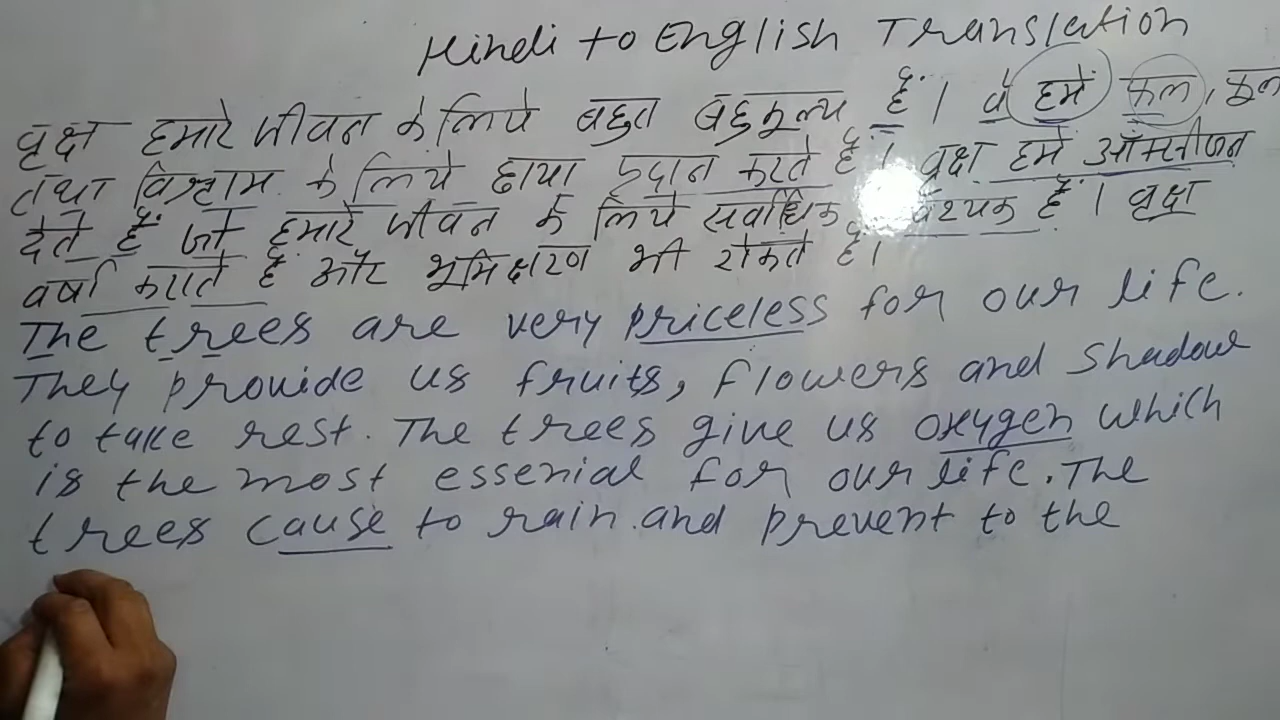 Hindi to English Translation
वृक्ष हमारे जीवन के लिये बहुत बहुमूल्य हैं। वे हमें फल, फूल
तथा विश्राम के लिये छाया प्रदान करते हैं। वृक्ष हमें ऑक्सीजन
देते हैं जो हमारे जीवन के लिये सर्वाधिक वश्यक हैं। वृक्ष
वर्षा कराते हैं और भूमिक्षरण भी रोकते हैं।
The trees are very priceless for our life.
They provide us fruits, flowers and shadow
to take rest. The trees give us oxygen which
is the most essenial for our life. The
trees cause to rain and prevent to the